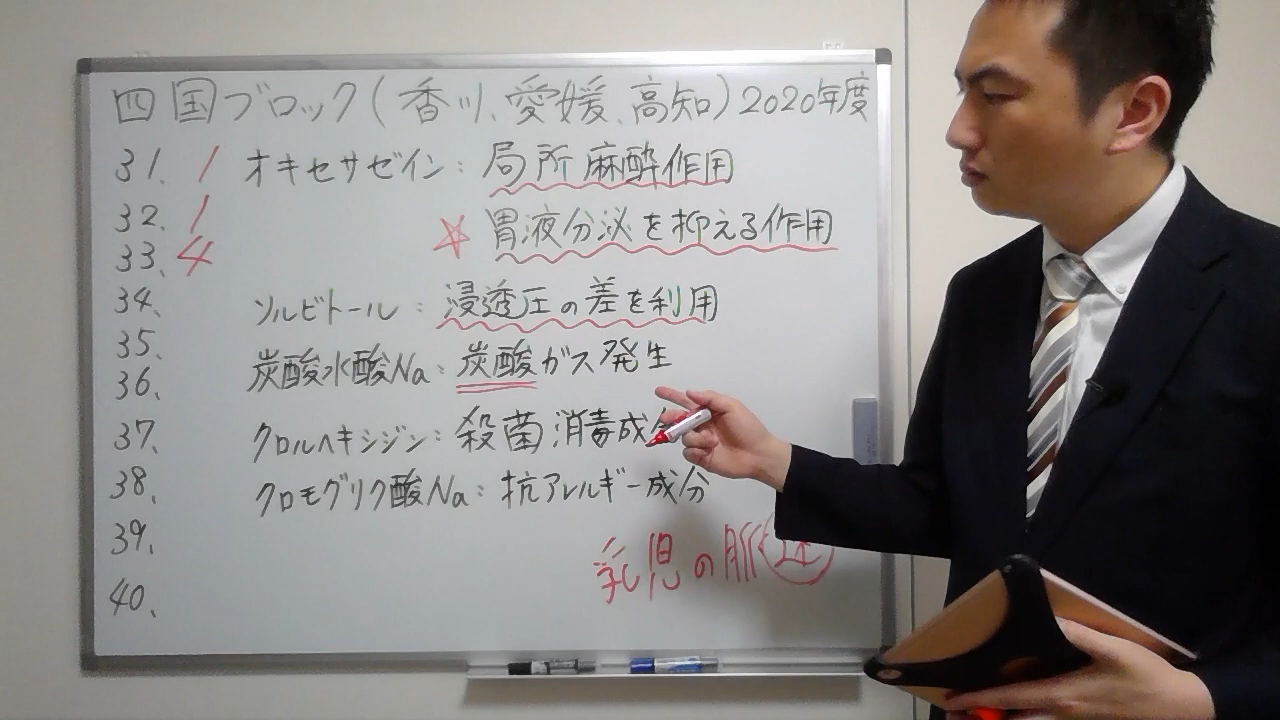 四国ブロック(香川、愛媛、高知)2020年度
31. 1 オキセサゼイン: 局所麻酔作用
32. 1 ☆ 胃液分泌を抑える作用
33. 4
34. ソルビトール: 浸透圧の差を利用
35.
36. 炭酸水酸Na: 炭酸ガス発生
37. クロルヘキシジン: 殺菌消毒成分
38. クロモグリク酸Na: 抗アレルギー成分
39.
乳児の
40.